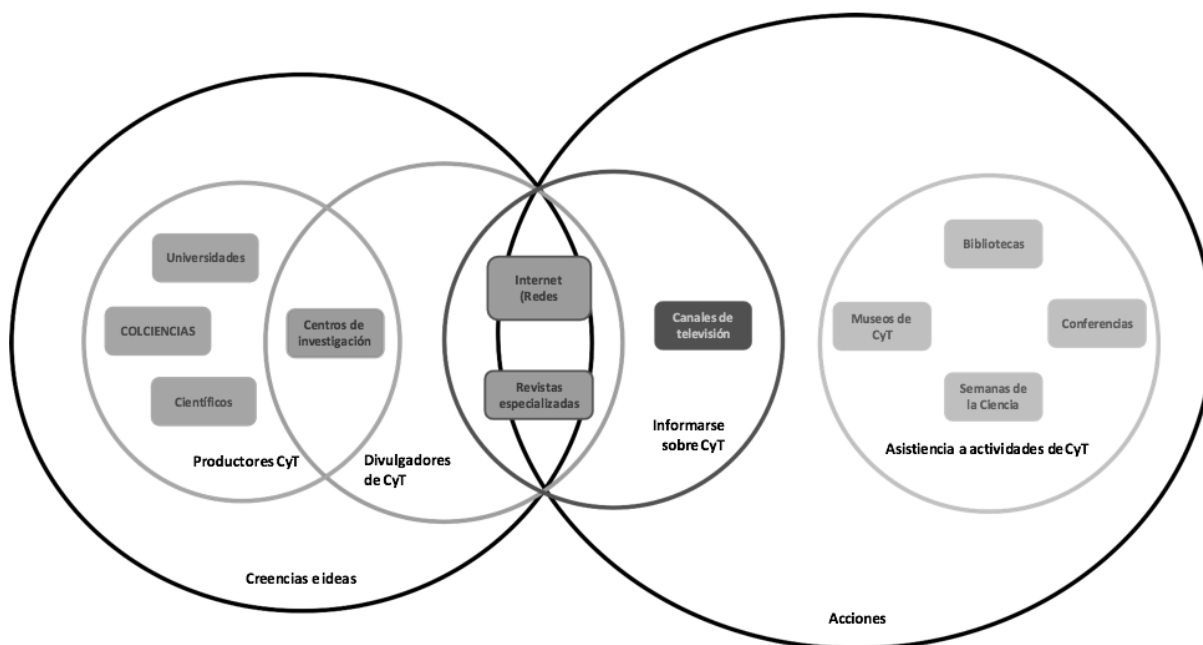 Universidades
COLCIENCIAS
Científicos
Productores CyT
Centros de
investigación
Divulgadores
de CyT
Creencias e ideas
Internet
(Redes
Revistas
especializadas
Canales de
televisión
Informarse
sobre CyT
Bibliotecas
Museos de
CyT
Conferencias
Semanas de
la Ciencia
Asistiencia a actividades de CyT
Acciones